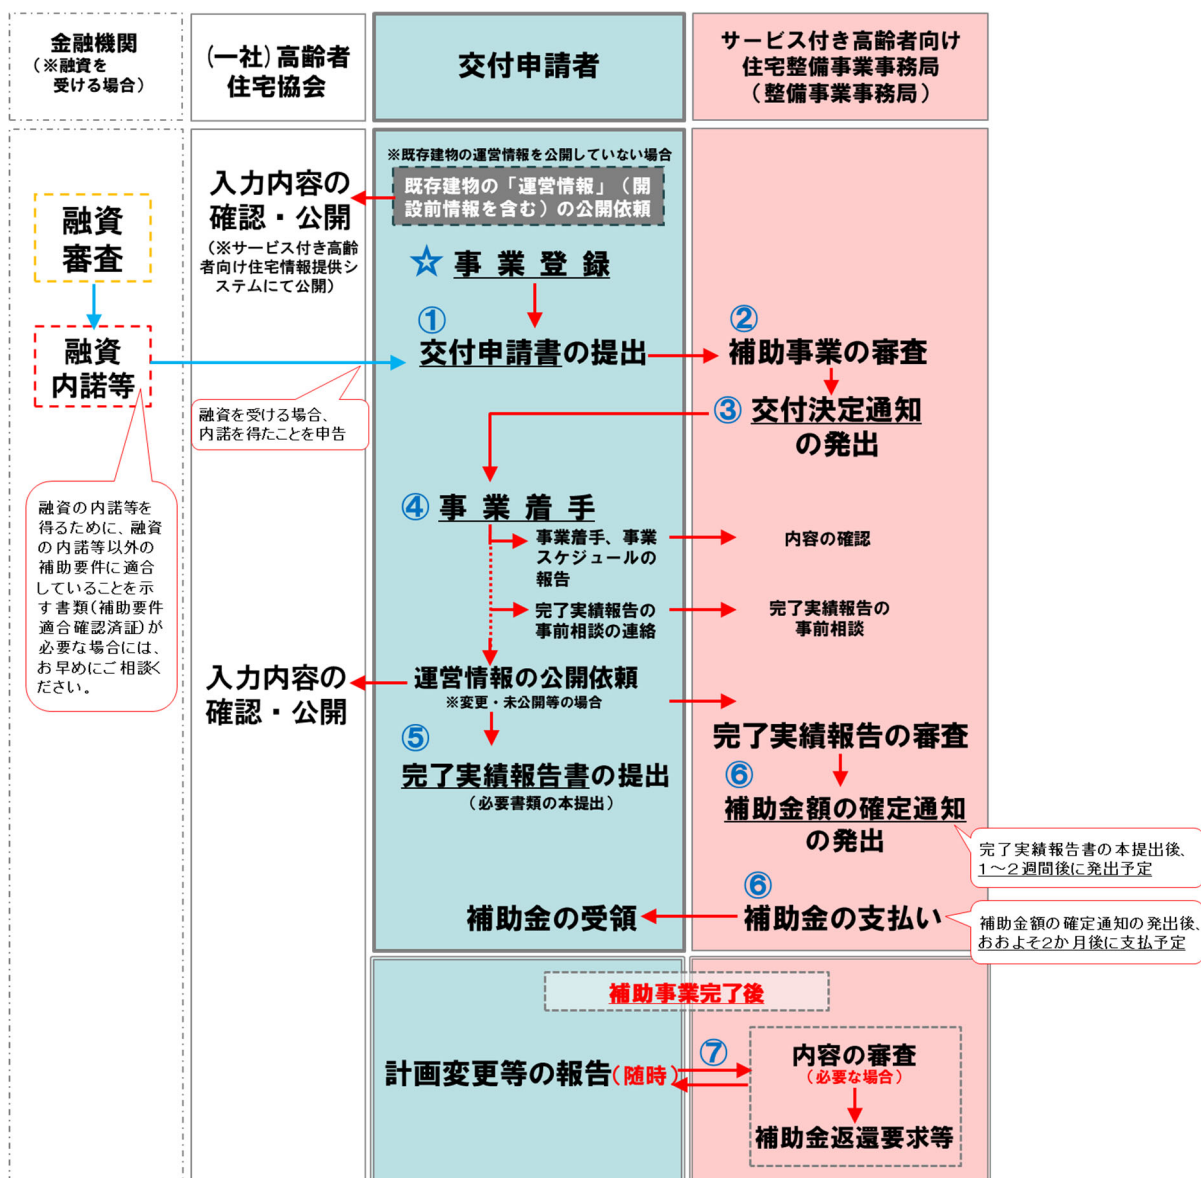 金融機関
（※融資を
受ける場合）
（一社）高齢者
住宅協会
交付申請者
サービス付き高齢者向け
住宅整備事業事務局
（整備事業事務局）
※既存建物の運営情報を公開していない場合
既存建物の「運営情報」（開
設前情報を含む）の公開依頼
入力内容の
確認・公開
（※サービス付き高齢
者向け住宅情報提供シ
ステムにて公開）
融資
審査
☆ 事業登録
①
交付申請書の提出
②
補助事業の審査
融資
内諾等
融資を受ける場合、
内諾を得たことを申告
③ 交付決定通知
の発出
融資の内諾等を
得るために、融資
の内諾等以外の
補助要件に適合
していることを示
す書類（補助要件
適合確認済証）が
必要な場合には、
お早めにご相談く
ださい。
④ 事業着手
事業着手、事業
スケジュールの
報告
内容の確認
完了実績報告の
事前相談の連絡
完了実績報告の
事前相談
入力内容の
確認・公開
運営情報の公開依頼
※変更・未公開等の場合
⑤
完了実績報告書の提出
（必要書類の本提出）
完了実績報告の審査
⑥
補助金額の確定通知
の発出
完了実績報告書の本提出後、
1～2週間後に発出予定
⑥
補助金の支払い
補助金の受領
補助金額の確定通知の発出後、
おおよそ2か月後に支払予定
補助事業完了後
計画変更等の報告（随時）
⑦
内容の審査
（必要な場合）
補助金返還要求等